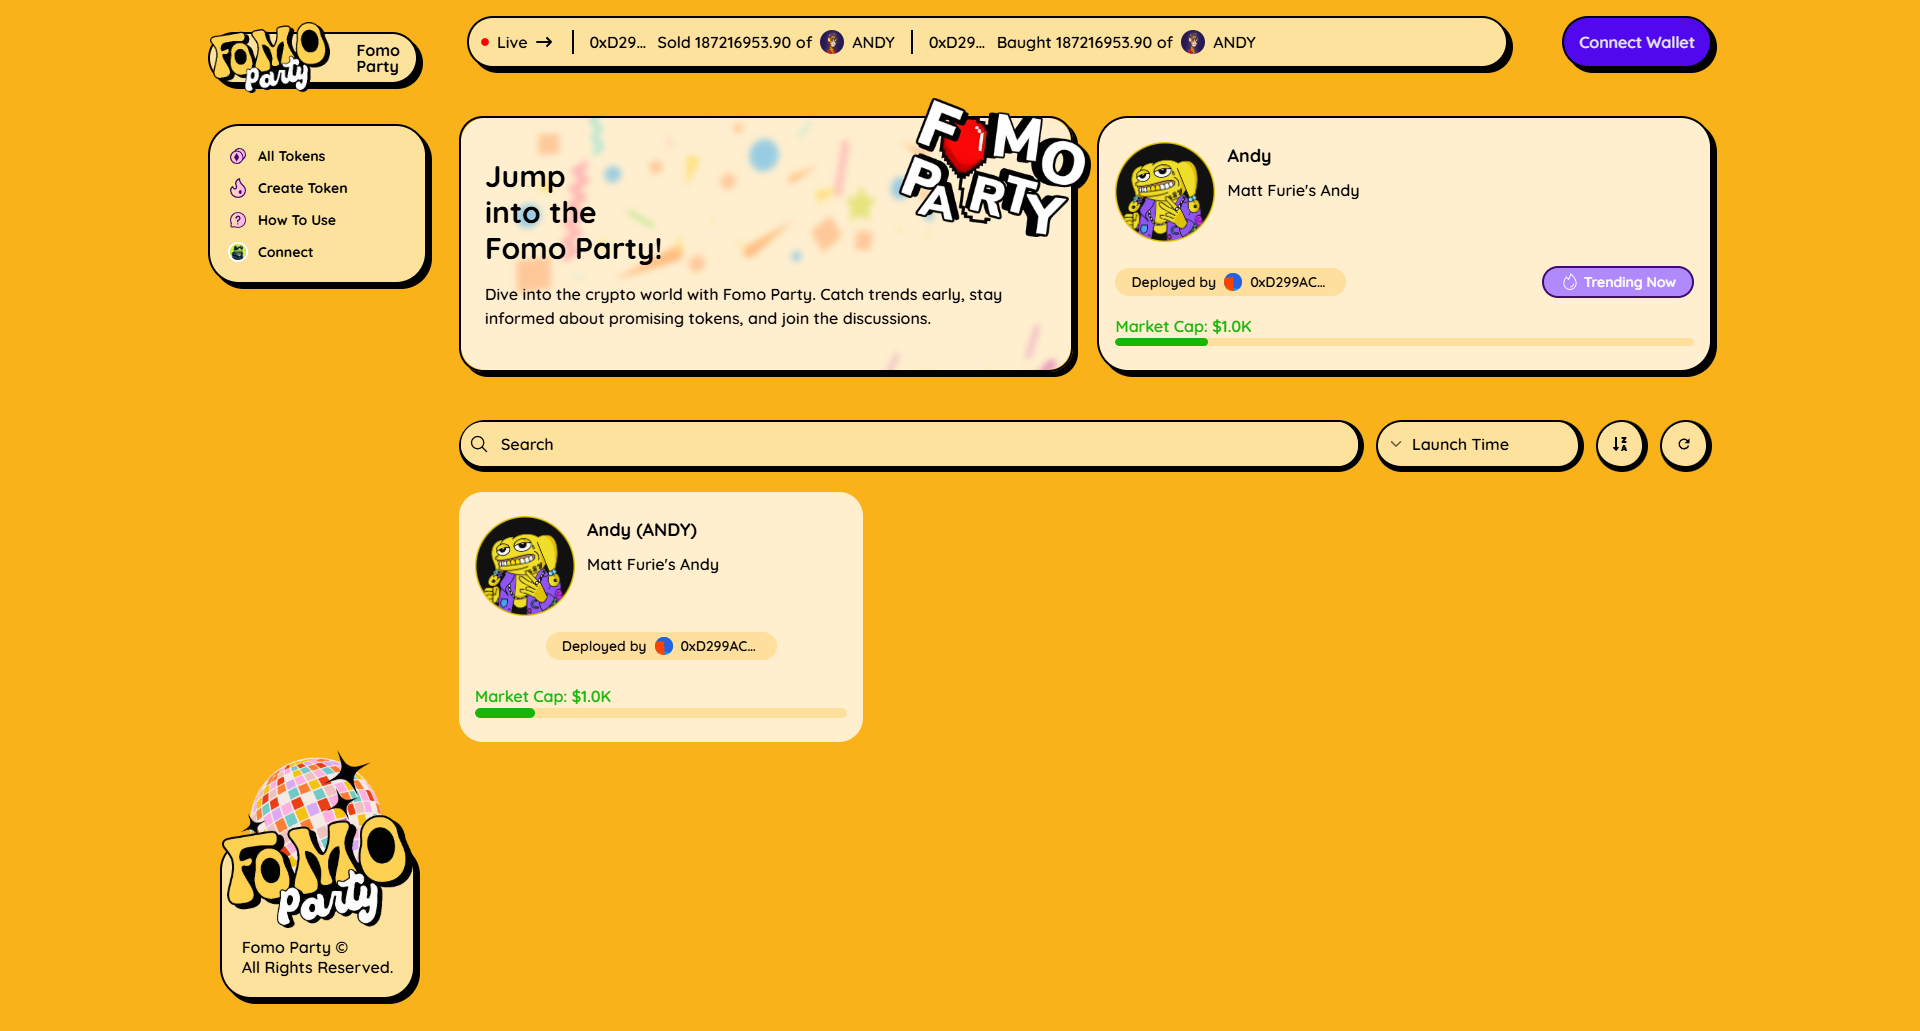 FOMO
party
Fomo
Party
Live → 0xD29... Sold 187216953.90 of ANDY 0xD29... Baught 187216953.90 of ANDY
Connect Wallet
All Tokens
Create Token
How To Use
Connect
Jump
into the
Fomo Party!
Dive into the crypto world with Fomo Party. Catch trends early, stay
informed about promising tokens, and join the discussions.
FOMO
PARTY
Andy
Matt Furie's Andy
Deployed by 0xD299AC...
Trending Now
Market Cap: $1.0K
Search
Launch Time
Z
A
Andy (ANDY)
Matt Furie's Andy
Deployed by 0xD299AC...
Market Cap: $1.0K
FOMO
party
Fomo Party ©
All Rights Reserved.